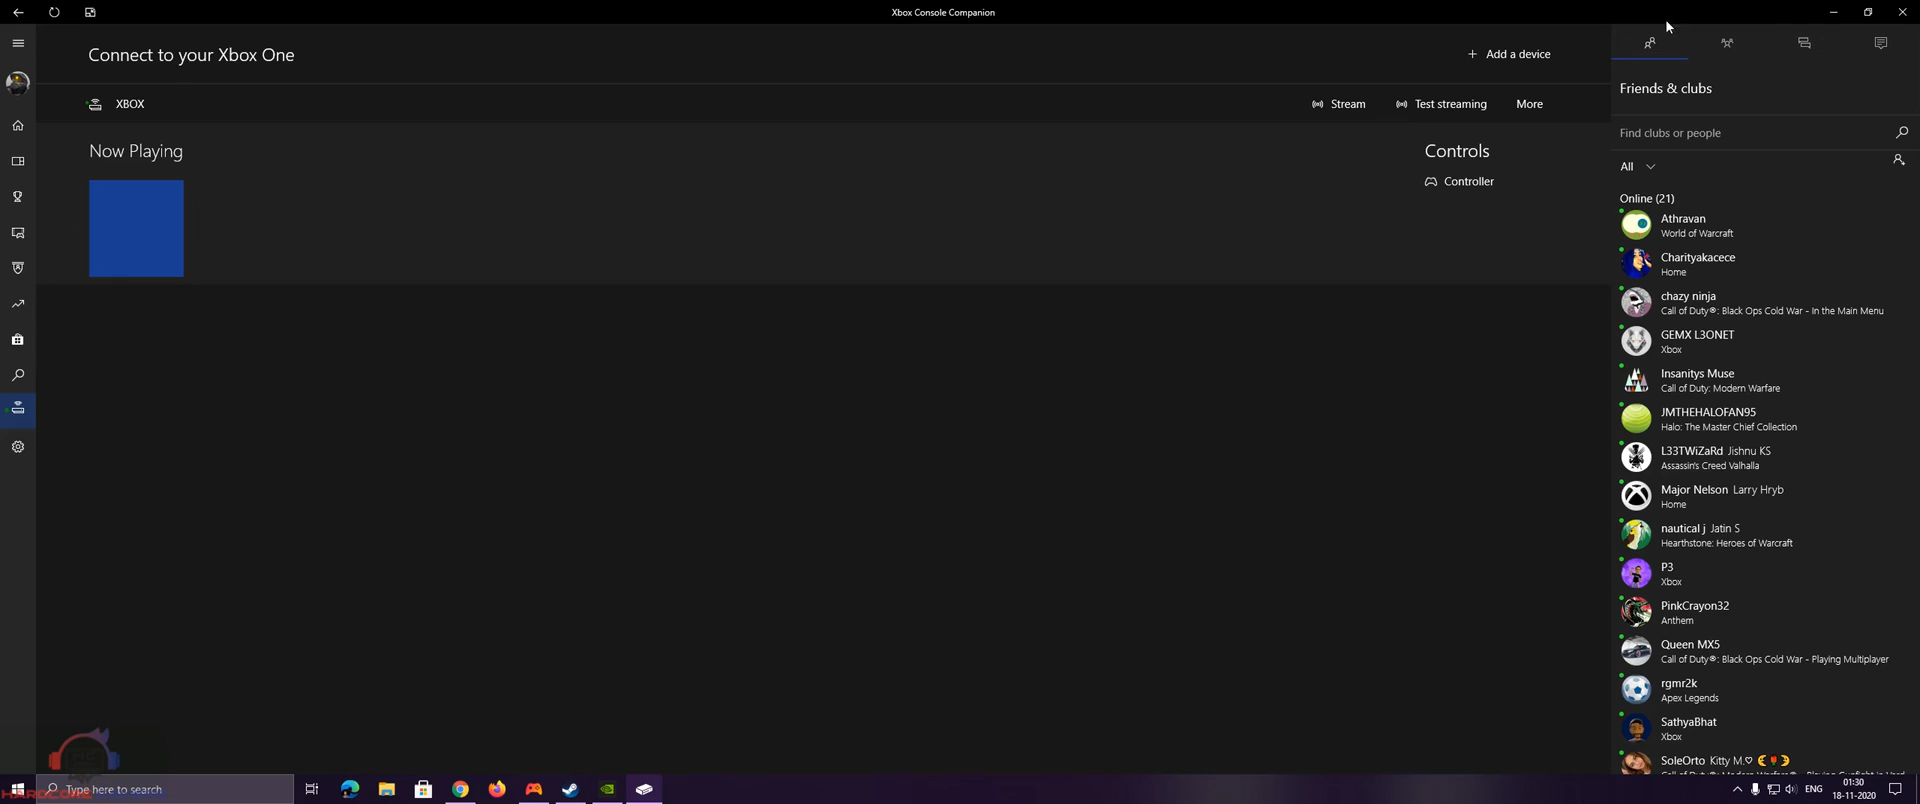 Xbox Console Companion
Connect to your Xbox One
+ Add a device
XBOX
Stream
Test streaming
More
Now Playing
Controls
Controller
Friends & clubs
Find clubs or people
All
Online (21)
Athravan
World of Warcraft
Charityakacece
Home
chazy ninja
Call of Duty®: Black Ops Cold War - In the Main Menu
GEMX L3ONET
Xbox
Insanitys Muse
Call of Duty: Modern Warfare
JMTHEHALOFAN95
Halo: The Master Chief Collection
L33TWiZaRd Jishnu KS
Assassin's Creed Valhalla
Major Nelson Larry Hryb
Home
nautical j Jatin S
Hearthstone: Heroes of Warcraft
P3
Xbox
PinkCrayon32
Anthem
Queen MX5
Call of Duty®: Black Ops Cold War - Playing Multiplayer
rgmr2k
Apex Legends
SathyaBhat
Xbox
SoleOrto Kitty M.♡
Type here to search
ENG
01:30
18-11-2020